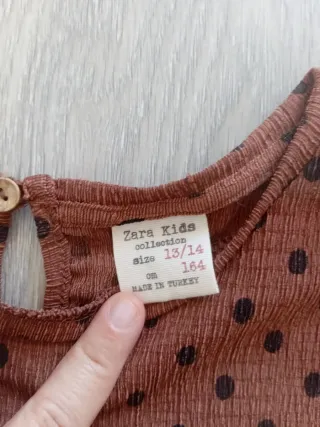 Zara Kids
collection
size 13/14
cm 164
MADE IN TURKEY